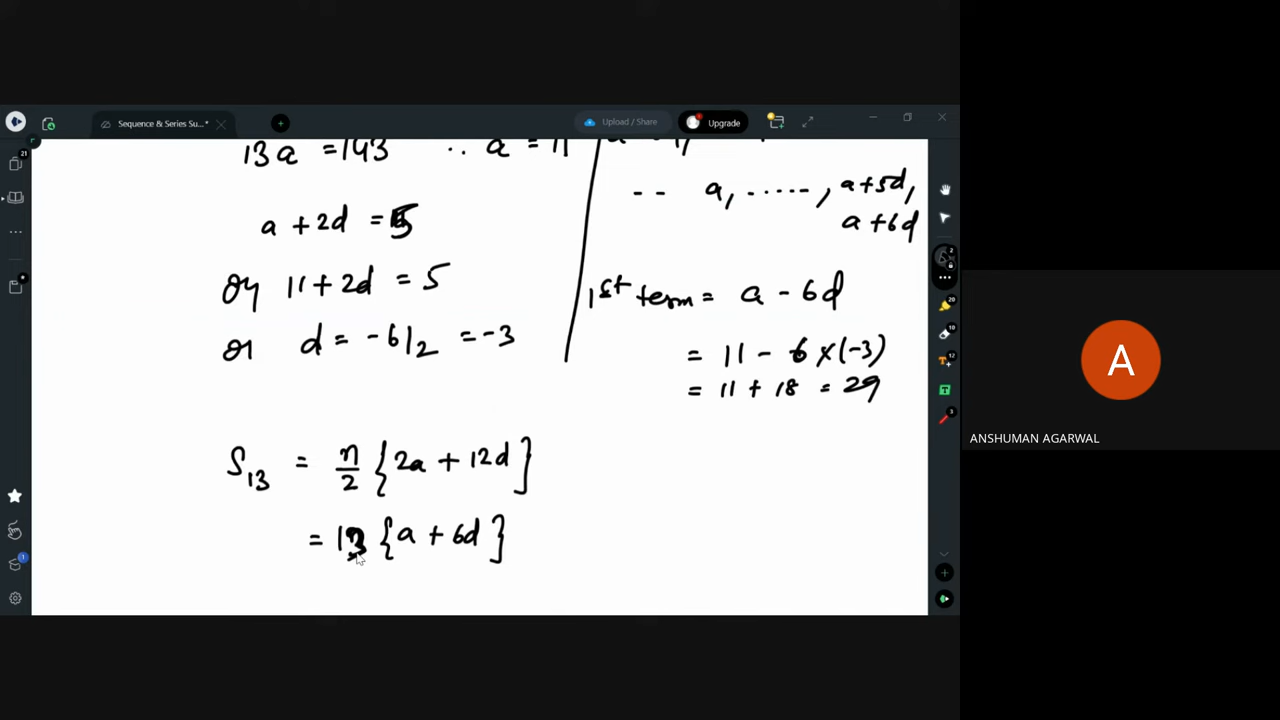 Sequence & Series Su...*
Upload / Share
Upgrade
13a = 143 ∴ a = 11
-- a, ......, a+5d,
a+6d
a + 2d = 5
or 11 + 2d = 5
or d = -6/2 = -3
1st term = a - 6d
= 11 - 6 × (-3)
= 11 + 18 = 29
S13 = n/2 {2a + 12d}
= 13 {a + 6d}
A
ANSHUMAN AGARWAL